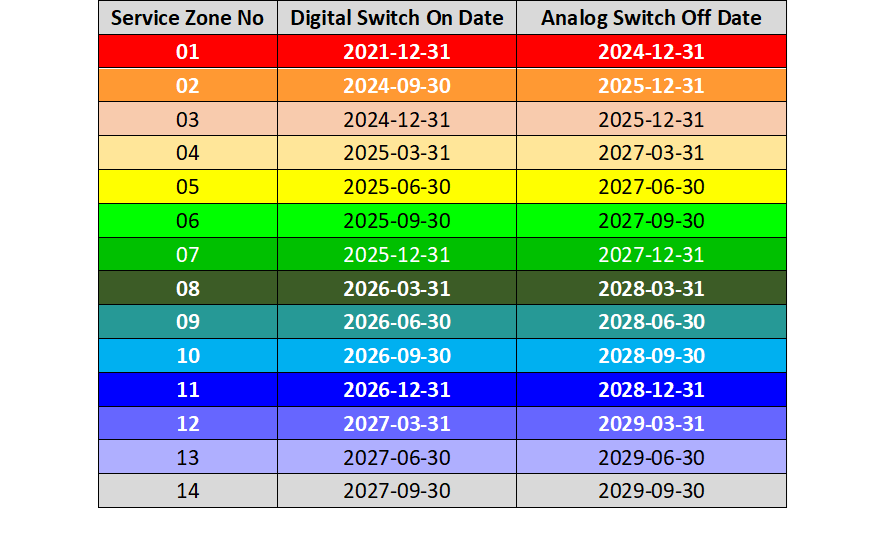 Service Zone No Digital Switch On Date Analog Switch Off Date
01 2021-12-31 2024-12-31
02 2024-09-30 2025-12-31
03 2024-12-31 2025-12-31
04 2025-03-31 2027-03-31
05 2025-06-30 2027-06-30
06 2025-09-30 2027-09-30
07 2025-12-31 2027-12-31
08 2026-03-31 2028-03-31
09 2026-06-30 2028-06-30
10 2026-09-30 2028-09-30
11 2026-12-31 2028-12-31
12 2027-03-31 2029-03-31
13 2027-06-30 2029-06-30
14 2027-09-30 2029-09-30